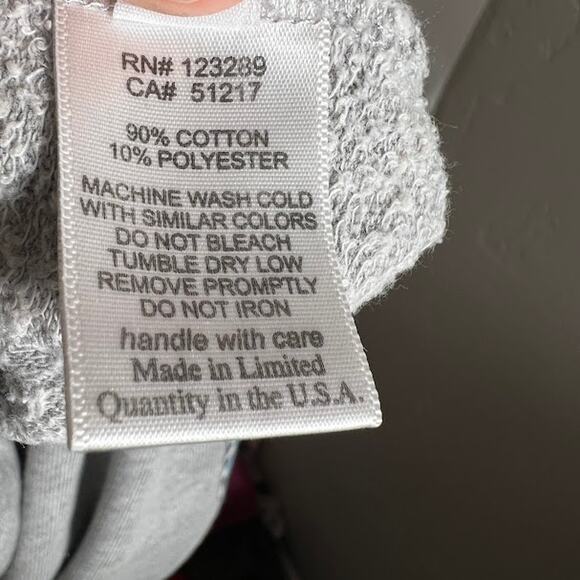 RN# 123289
CA# 51217
90% COTTON
10% POLYESTER
MACHINE WASH COLD
WITH SIMILAR COLORS
DO NOT BLEACH
TUMBLE DRY LOW
REMOVE PROMPTLY
DO NOT IRON
handle with care
Made in Limited
Quantity in the U.S.A.